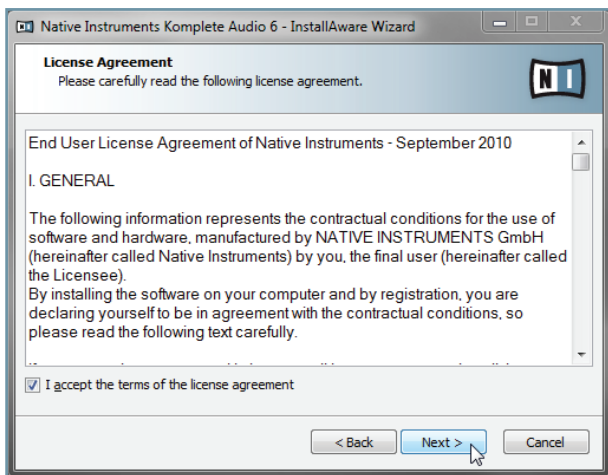 Native Instruments Komplete Audio 6 - InstallAware Wizard
License Agreement
Please carefully read the following license agreement.
N I
End User License Agreement of Native Instruments - September 2010
I. GENERAL
The following information represents the contractual conditions for the use of
software and hardware, manufactured by NATIVE INSTRUMENTS GmbH
(hereinafter called Native Instruments) by you, the final user (hereinafter called
the Licensee).
By installing the software on your computer and by registration, you are
declaring yourself to be in agreement with the contractual conditions, so
please read the following text carefully.
I accept the terms of the license agreement
< Back
Next >
Cancel